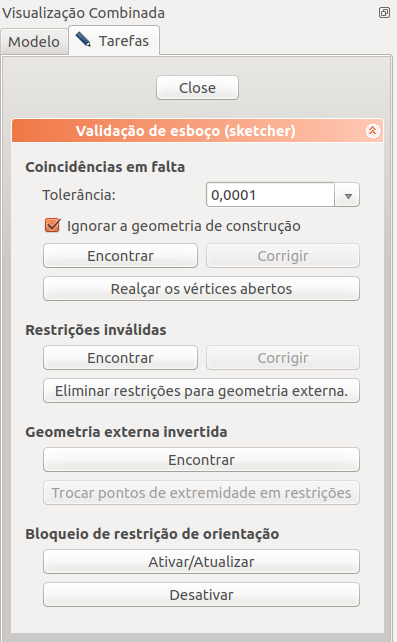 Visualização Combinada
Modelo Tarefas
Close
Validação de esboço (sketcher)
Coincidências em falta
Tolerância: 0,0001
Ignorar a geometria de construção
Encontrar Corrigir
Realçar os vértices abertos
Restrições inválidas
Encontrar Corrigir
Eliminar restrições para geometria externa.
Geometria externa invertida
Encontrar
Trocar pontos de extremidade em restrições
Bloqueio de restrição de orientação
Ativar/Atualizar
Desativar